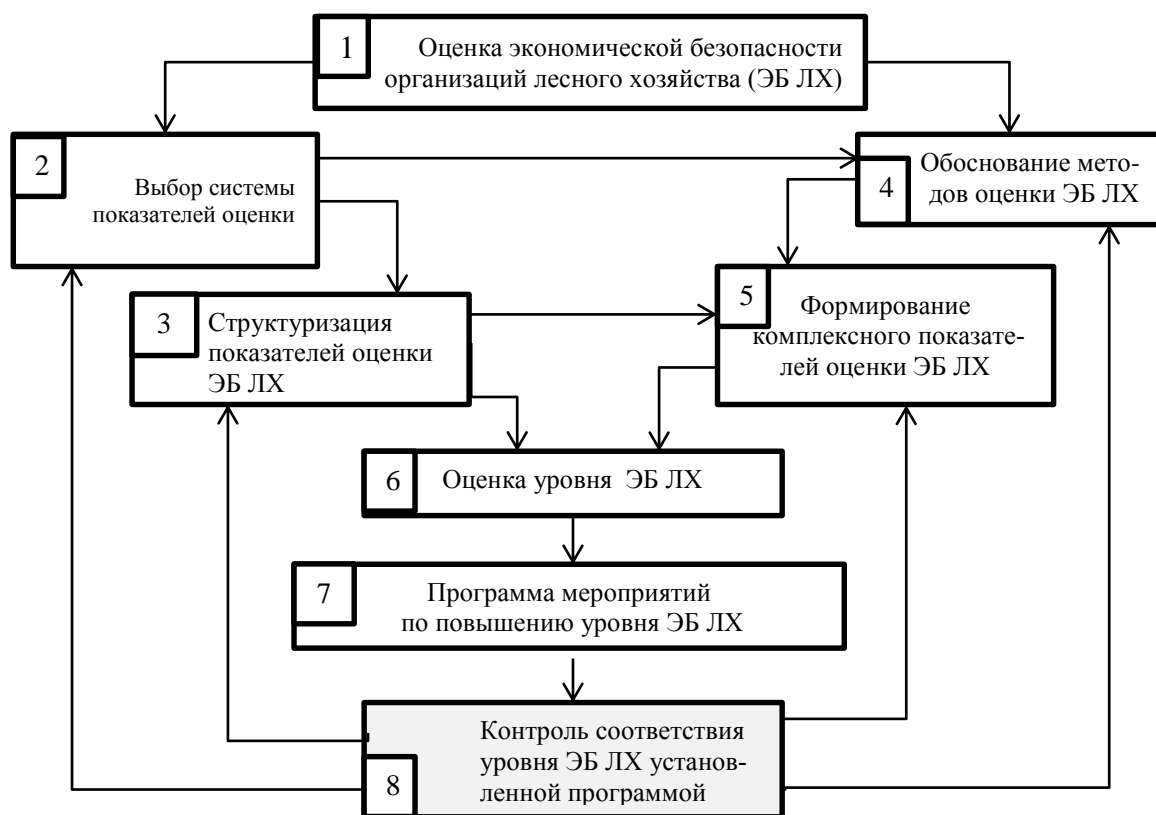 1
Оценка экономической безопасности
организаций лесного хозяйства (ЭБ ЛХ)
2
Выбор системы
показателей оценки
4
Обоснование мето-
дов оценки ЭБ ЛХ
3
Структуризация
показателей оценки
ЭБ ЛХ
5
Формирование
комплексного показате-
лей оценки ЭБ ЛХ
6
Оценка уровня ЭБ ЛХ
7
Программа мероприятий
по повышению уровня ЭБ ЛХ
8
Контроль соответствия
уровня ЭБ ЛХ установ-
ленной программой